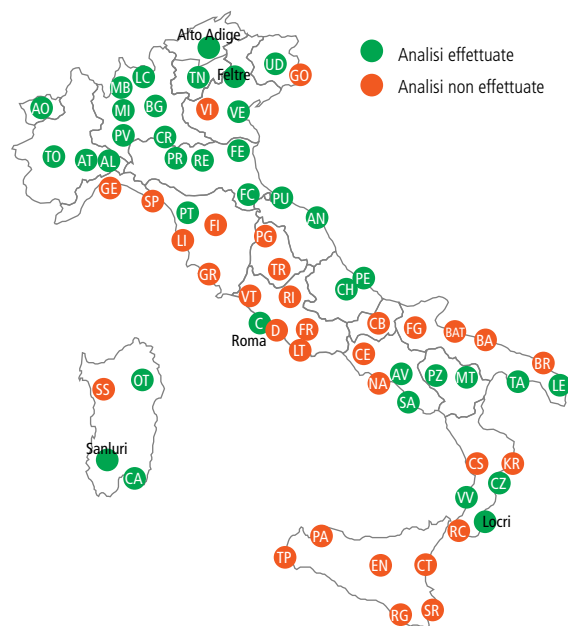 Alto Adige
Analisi effettuate
Analisi non effettuate
UD
GO
LC
TN
Feltre
MB
AO
MI
BG
VI
VE
PV
CR
TO
AT
AL
PR
RE
FE
GE
SP
FC
PU
PT
FI
AN
LI
PG
GR
TR
PE
CH
VT
RI
C
D
FR
CB
FG
BAT
BA
Roma
LT
CE
BR
SS
OT
NA
AV
PZ
MT
TA
LE
SA
Sanluri
CA
CS
KR
CZ
VV
Locri
RC
PA
TP
EN
CT
RG
SR